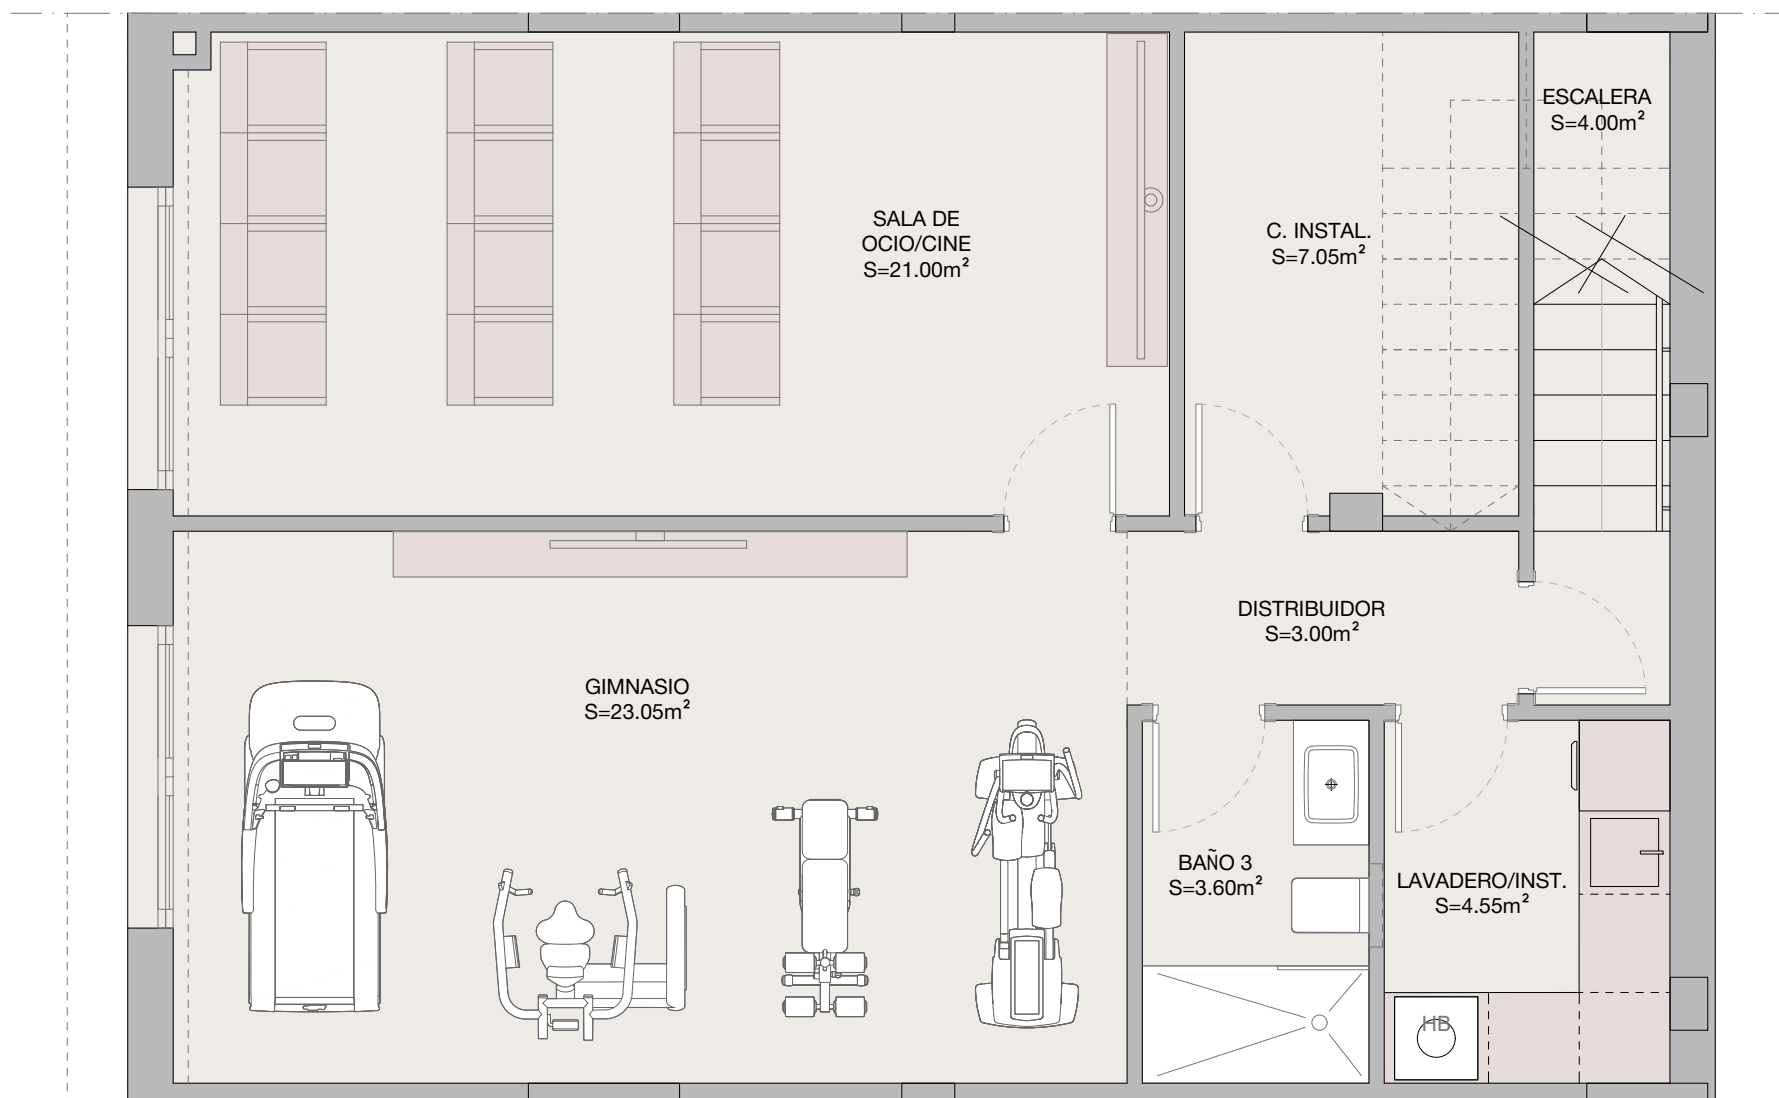 ESCALERA
S=4.00m²
SALA DE
OCIO/CINE
S=21.00m²
C. INSTAL.
S=7.05m²
DISTRIBUIDOR
S=3.00m²
GIMNASIO
S=23.05m²
BAÑO 3
S=3.60m²
LAVADERO/INST.
S=4.55m²
HB